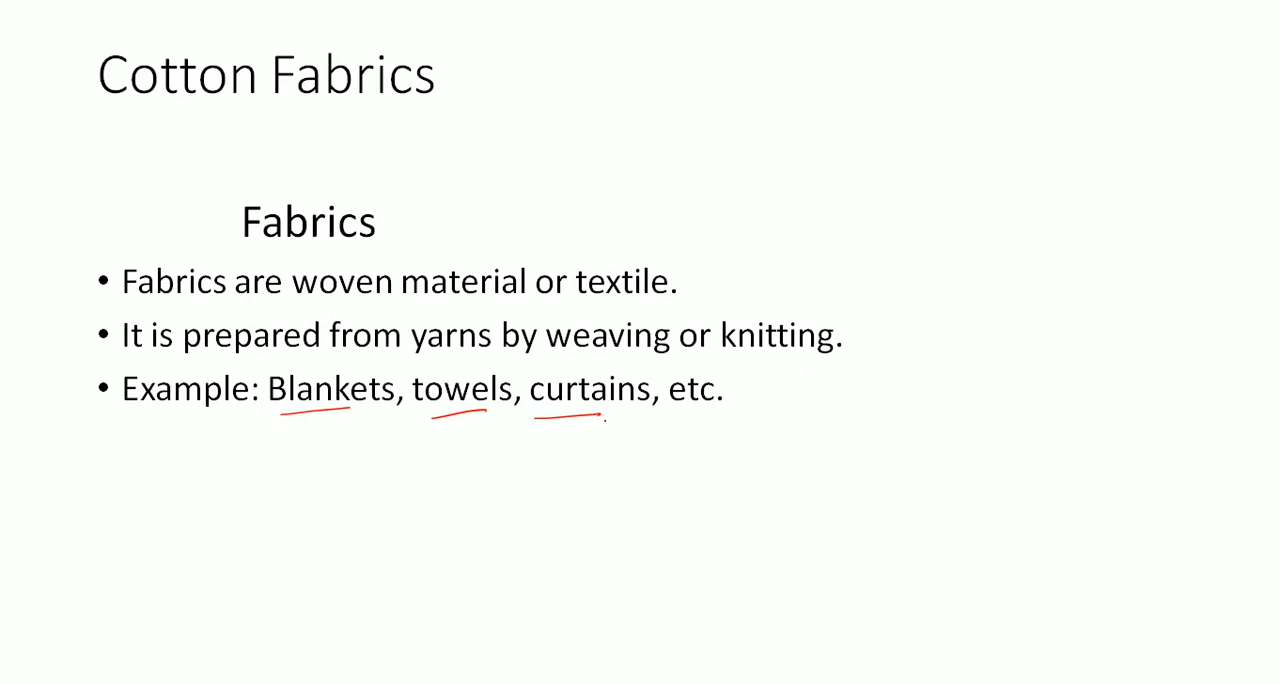 Cotton Fabrics
Fabrics
• Fabrics are woven material or textile.
• It is prepared from yarns by weaving or knitting.
• Example: Blankets, towels, curtains, etc.